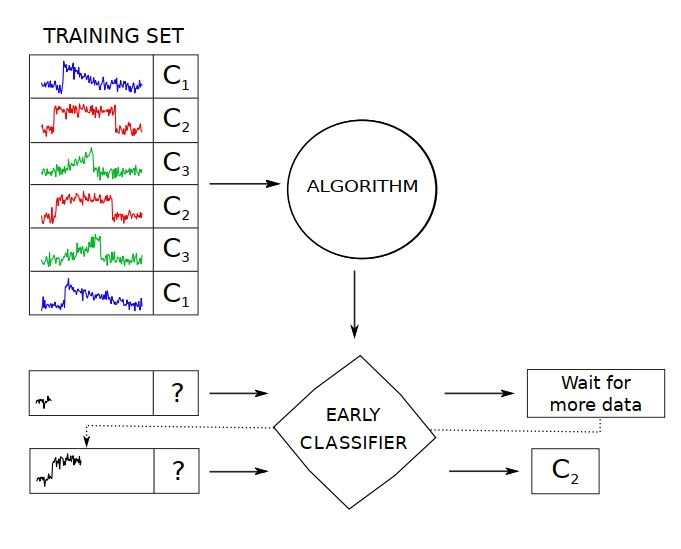 TRAINING SET
C1
C2
C3
C2
C3
C1
ALGORITHM
?
EARLY
CLASSIFIER
Wait for
more data
?
C2